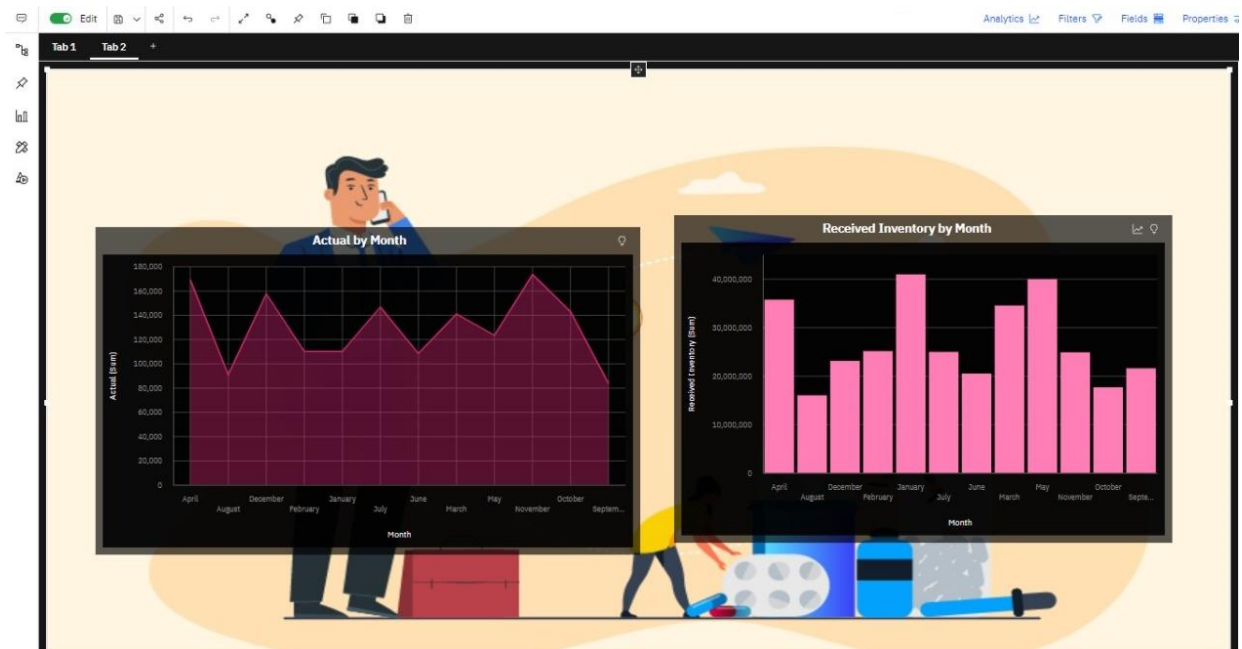 Edit
Analytics Filters Fields Properties
Tab 1 Tab 2 +
Actual by Month
180,000
160,000
140,000
120,000
100,000
80,000
60,000
40,000
20,000
0
Actual (Sum)
April December January June May October
August February July March November Septem...
Month
Received Inventory by Month
40,000,000
30,000,000
20,000,000
10,000,000
0
Received Inventory (Sum)
April December January June May October
August February July March November Septe...
Month